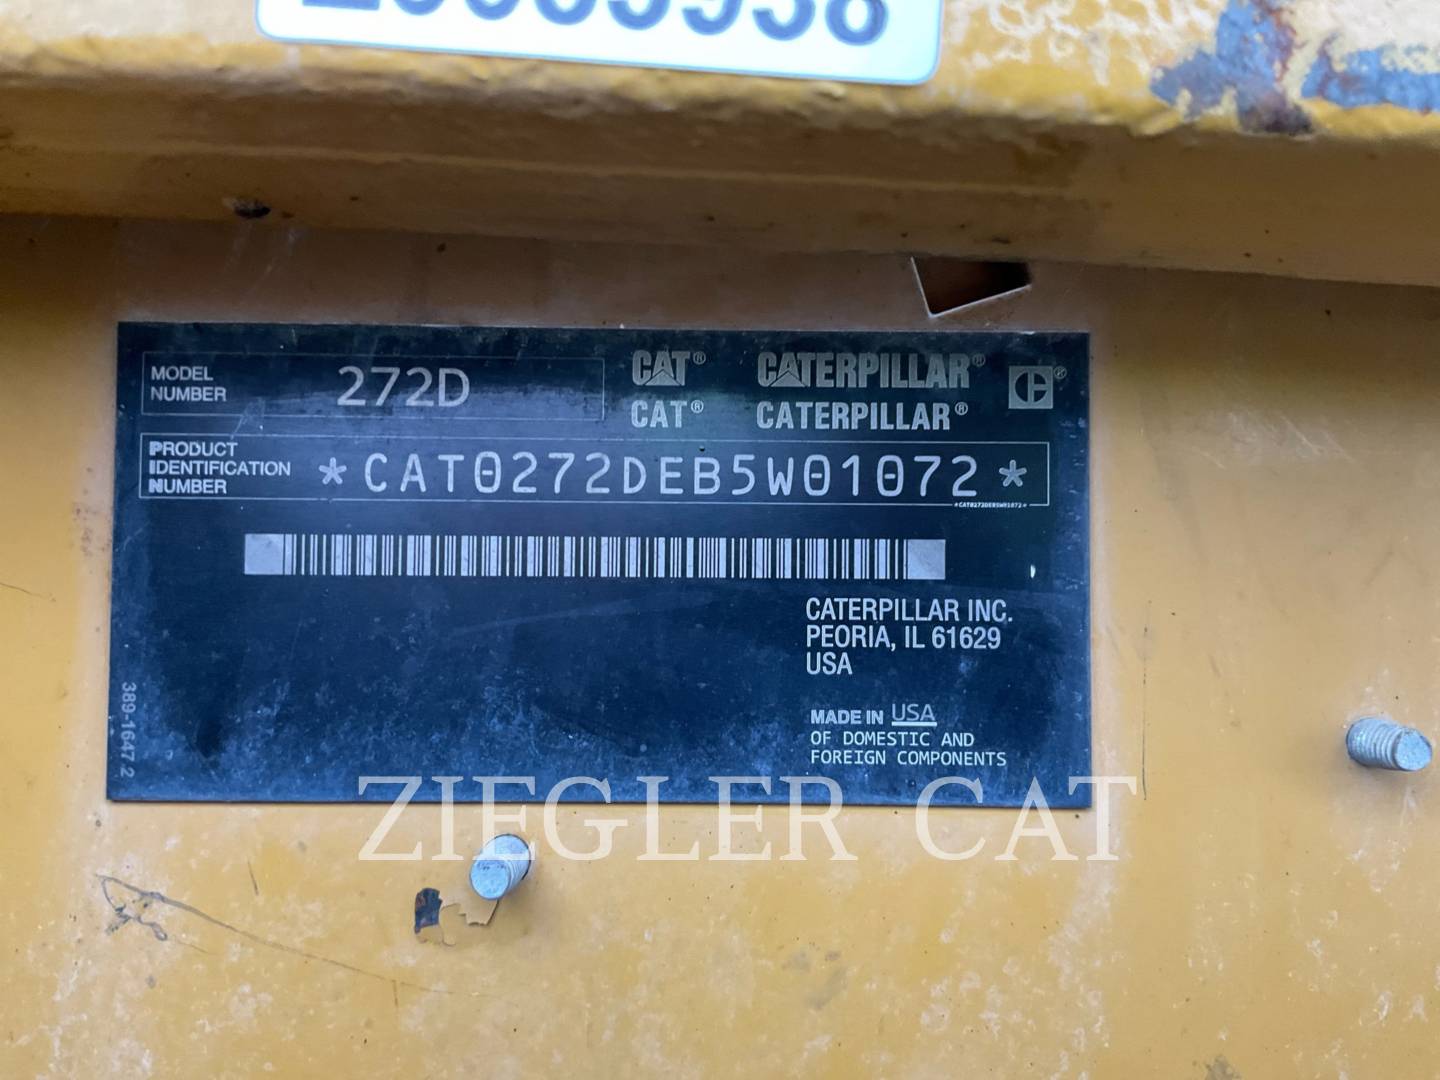 MODEL NUMBER 272D
CAT® CATERPILLAR®
CAT® CATERPILLAR®
PRODUCT IDENTIFICATION NUMBER *CAT0272DEB5W01072*
*CAT0272DEB5W01072*
CATERPILLAR INC.
PEORIA, IL 61629
USA
MADE IN USA
OF DOMESTIC AND
FOREIGN COMPONENTS
389-1647 2
ZIEGLER CAT